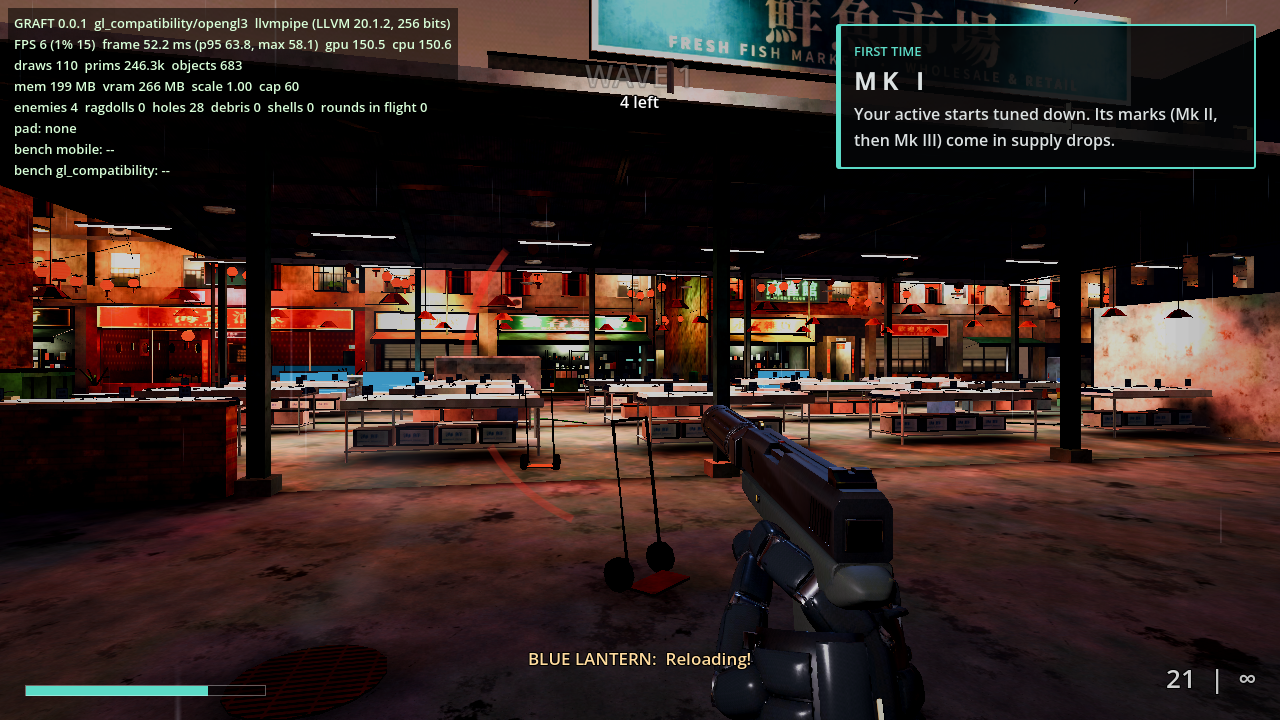 GRAFT 0.0.1 gl_compatibility/opengl3 llvmpipe (LLVM 20.1.2, 256 bits)
FPS 6 (1% 15) frame 52.2 ms (p95 63.8, max 58.1) gpu 150.5 cpu 150.6
draws 110 prims 246.3k objects 683
mem 199 MB vram 266 MB scale 1.00 cap 60
enemies 4 ragdolls 0 holes 28 debris 0 shells 0 rounds in flight 0
pad: none
bench mobile: --
bench gl_compatibility: --
鮮魚市場
FRESH FISH MARK
WHOLESALE & RETAIL
WAVE 1
4 left
FIRST TIME
MK I
Your active starts tuned down. Its marks (Mk II,
then Mk III) come in supply drops.
BLUE LANTERN: Reloading!
21 | ∞